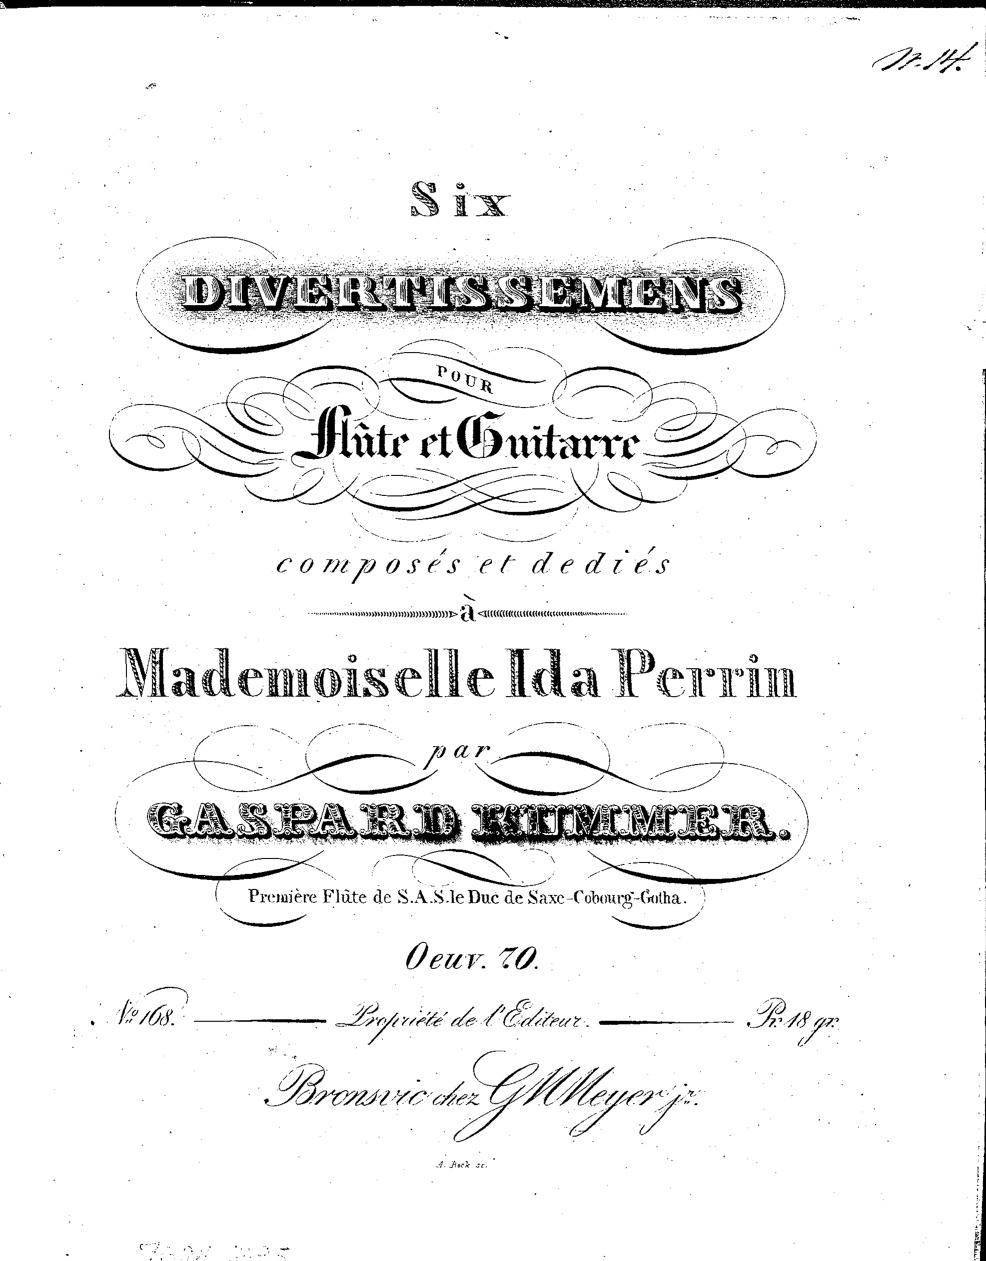 N. 14.
Six
DIVERTISSEMENS
POUR
Flûte et Guitarre
composés et dediés
à
Mademoiselle Ida Perrin
par
GASPARD KUMMER.
Première Flûte de S.A.S. le Duc de Saxe-Cobourg-Gotha.
Oeuv. 70.
No 168. Propriété de l'Editeur. Pr. 18 gr.
Bronsvic chez G M Meyer jr.
A. Bock sc.